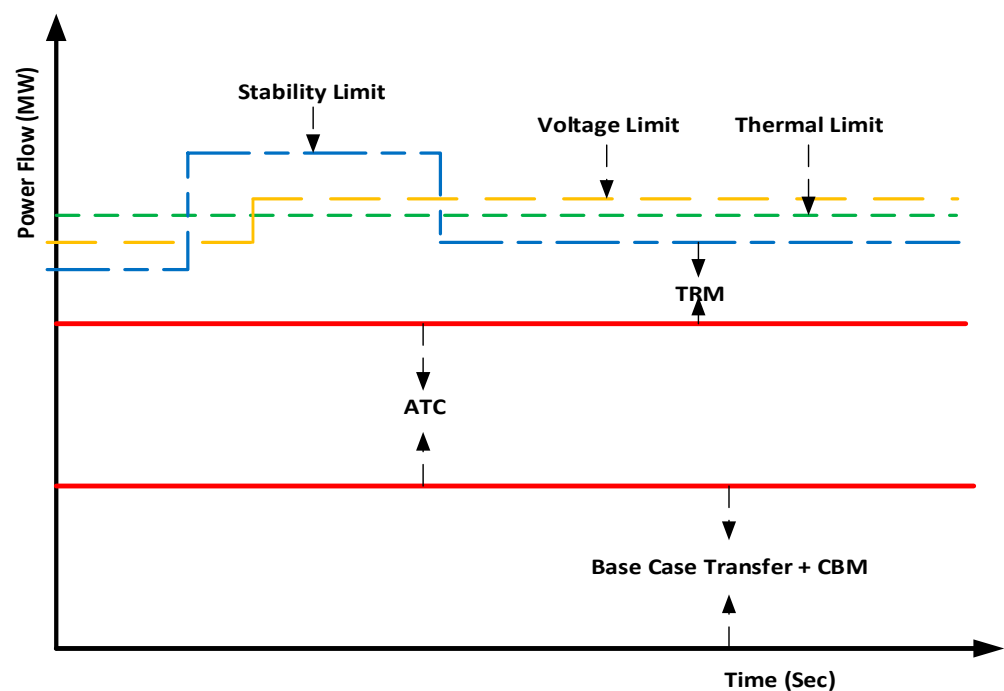 Power Flow (MW)
Stability Limit
Voltage Limit
Thermal Limit
TRM
ATC
Base Case Transfer + CBM
Time (Sec)